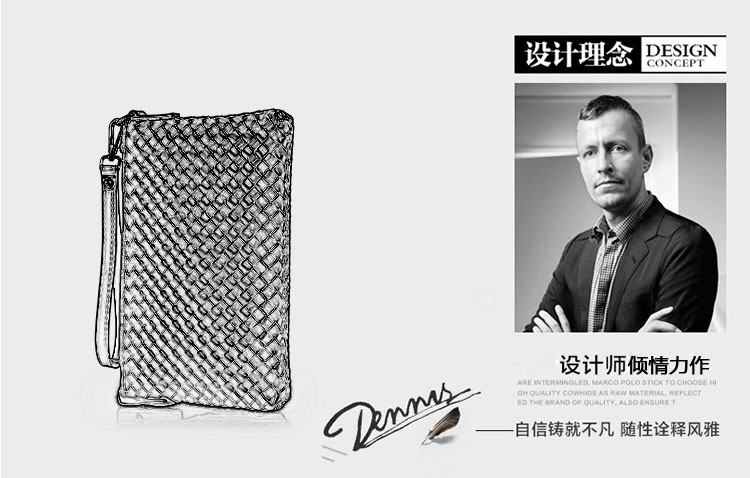 设计理念 DESIGN
CONCEPT
设计师倾情力作
ARE INTERMINGLED, MARCO POLO STICK TO CHOOSE HI
GH QUALITY COWHIDE AS RAW MATERIAL, REFLECT
ED THE BRAND OF QUALITY, ALSO ENSURE T
Dennis
——自信铸就不凡 随性诠释风雅